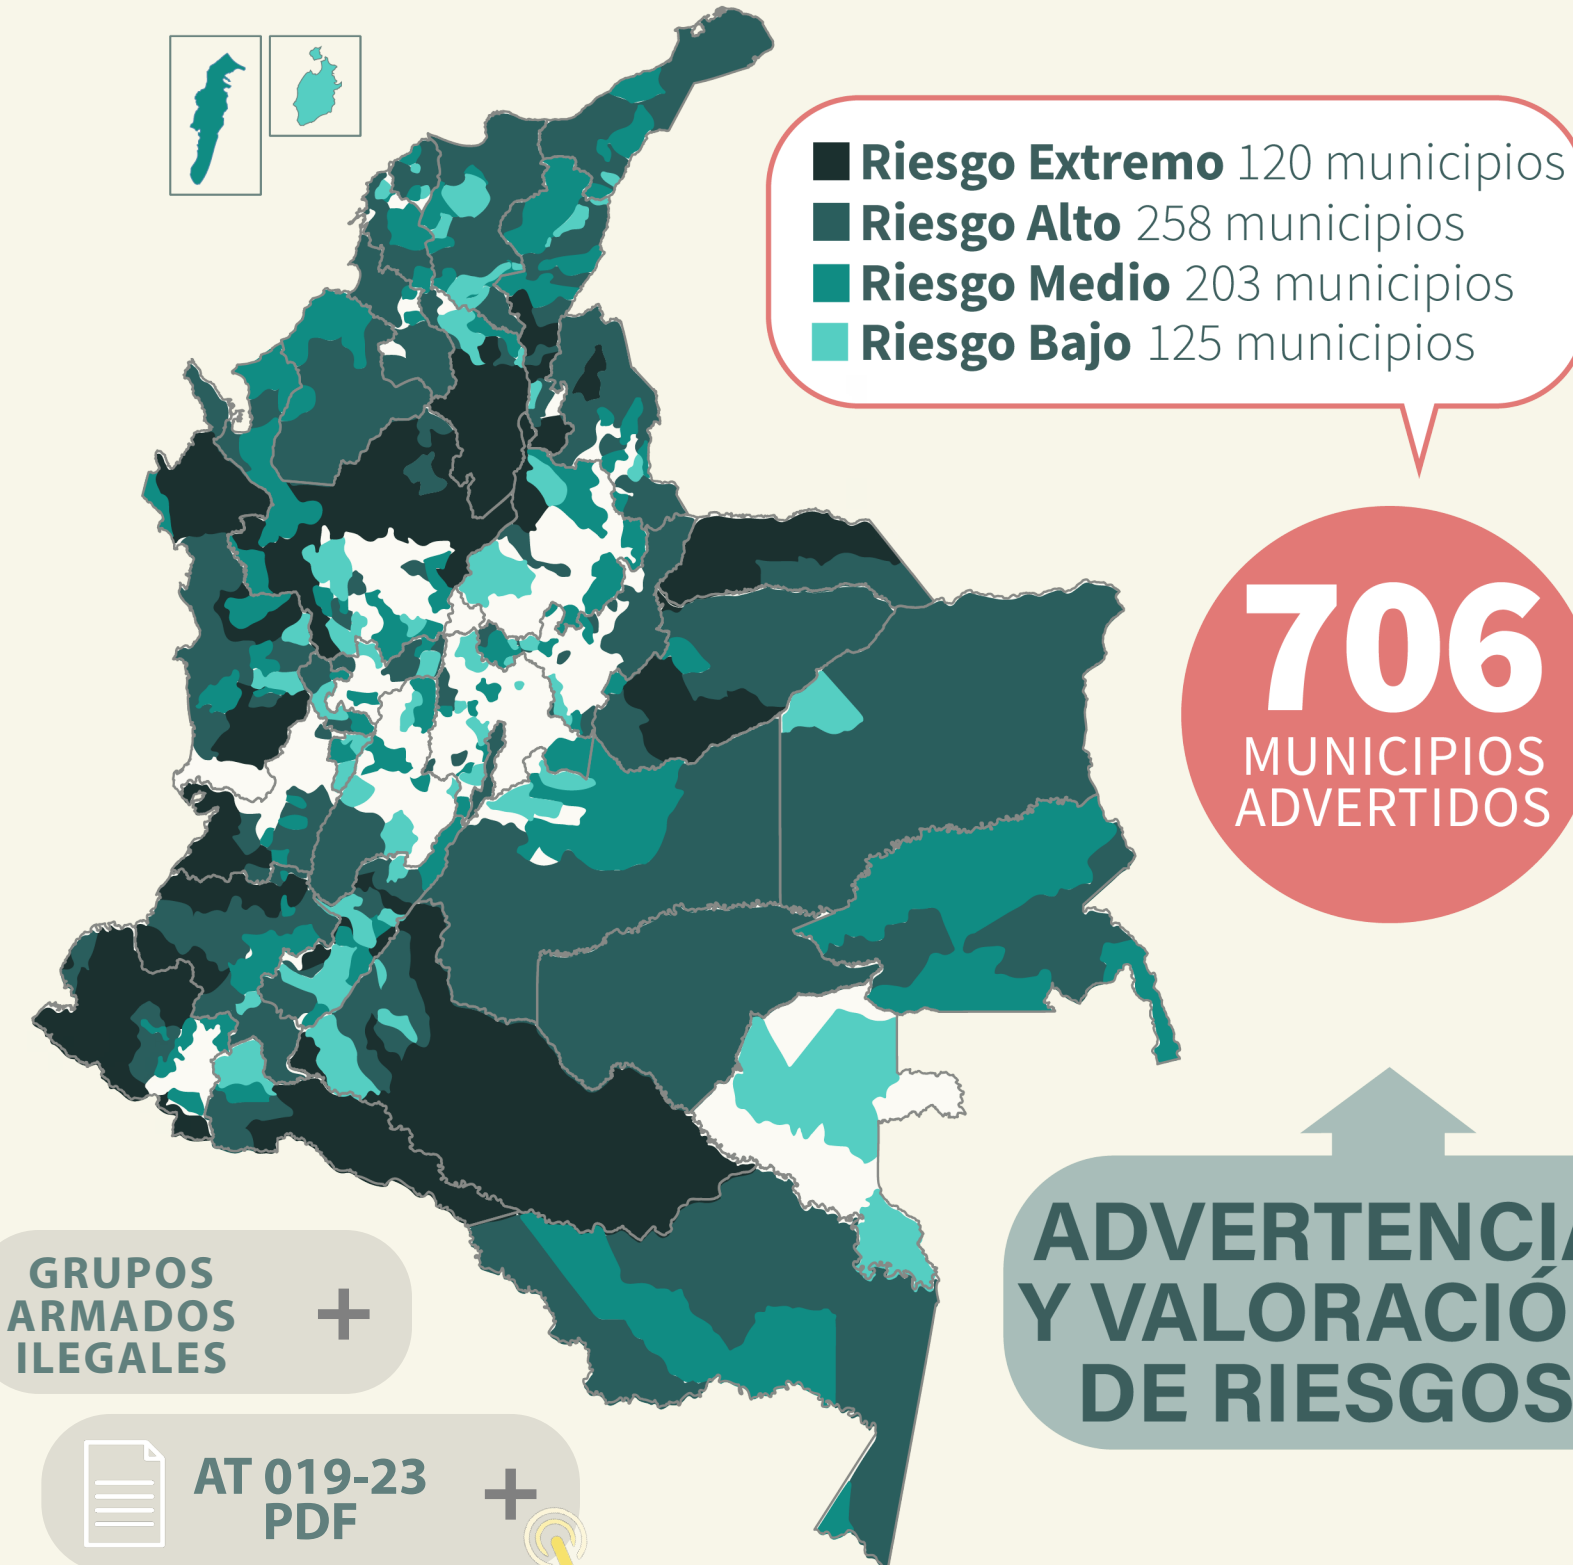 Riesgo Extremo 120 municipios
Riesgo Alto 258 municipios
Riesgo Medio 203 municipios
Riesgo Bajo 125 municipios
706
MUNICIPIOS
ADVERTIDOS
ADVERTENCIA
Y VALORACIÓ
DE RIESGOS
GRUPOS
ARMADOS
ILEGALES
+
AT 019-23
PDF
+